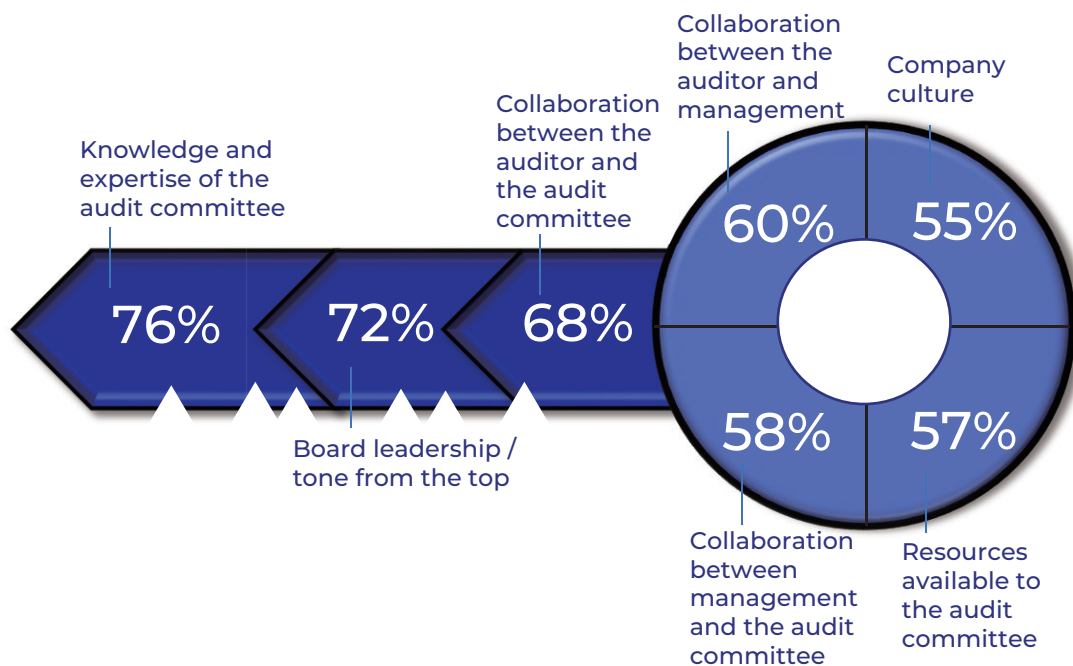 Knowledge and
expertise of the
audit committee
76%
72%
Board leadership /
tone from the top
Collaboration
between the
auditor and
the audit
committee
68%
Collaboration
between the
auditor and
management
60%
Company
culture
55%
58%
Collaboration
between
management
and the audit
committee
57%
Resources
available to
the audit
committee